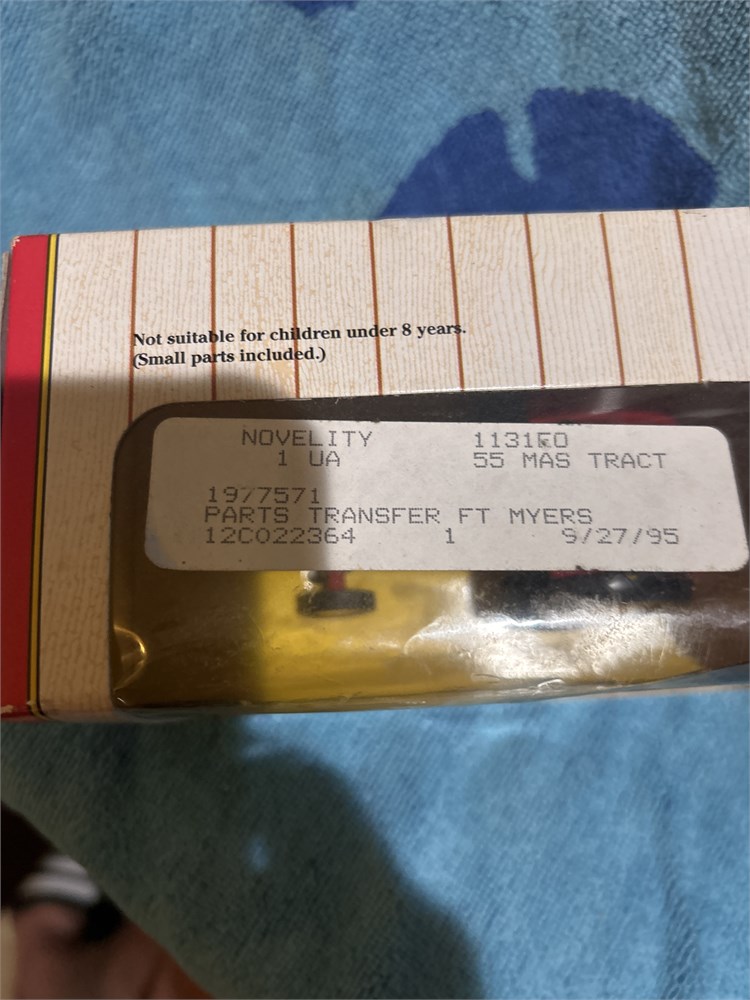 Not suitable for children under 8 years.
(Small parts included.)
NOVELITY 1131EO
1 UA 55 MAS TRACT
1977571
PARTS TRANSFER FT MYERS
12C022364 1 9/27/95